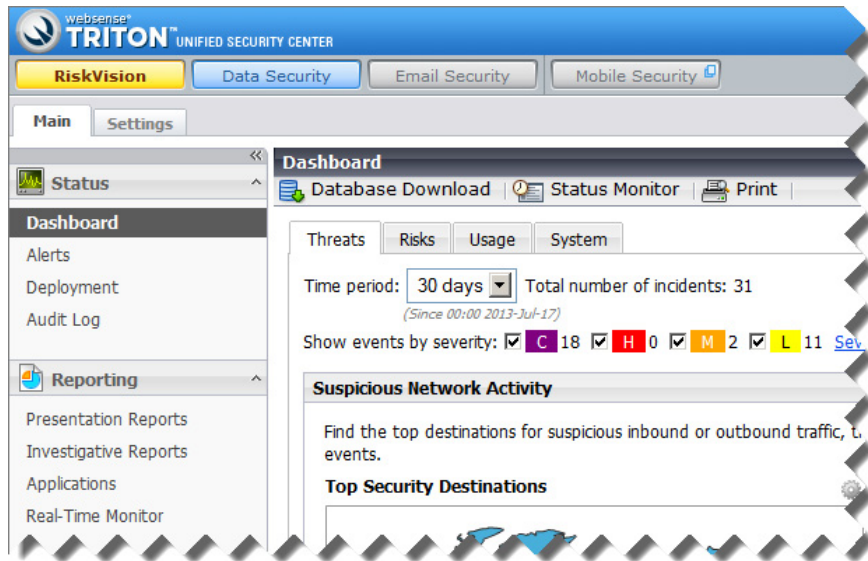 websense®
TRITON™ UNIFIED SECURITY CENTER
RiskVision Data Security Email Security Mobile Security
Main Settings
Status
Dashboard
Alerts
Deployment
Audit Log
Reporting
Presentation Reports
Investigative Reports
Applications
Real-Time Monitor
Dashboard
Database Download Status Monitor Print
Threats Risks Usage System
Time period: 30 days Total number of incidents: 31
(Since 00:00 2013-Jul-17)
Show events by severity: C 18 H 0 M 2 L 11
Suspicious Network Activity
Find the top destinations for suspicious inbound or outbound traffic,
events.
Top Security Destinations